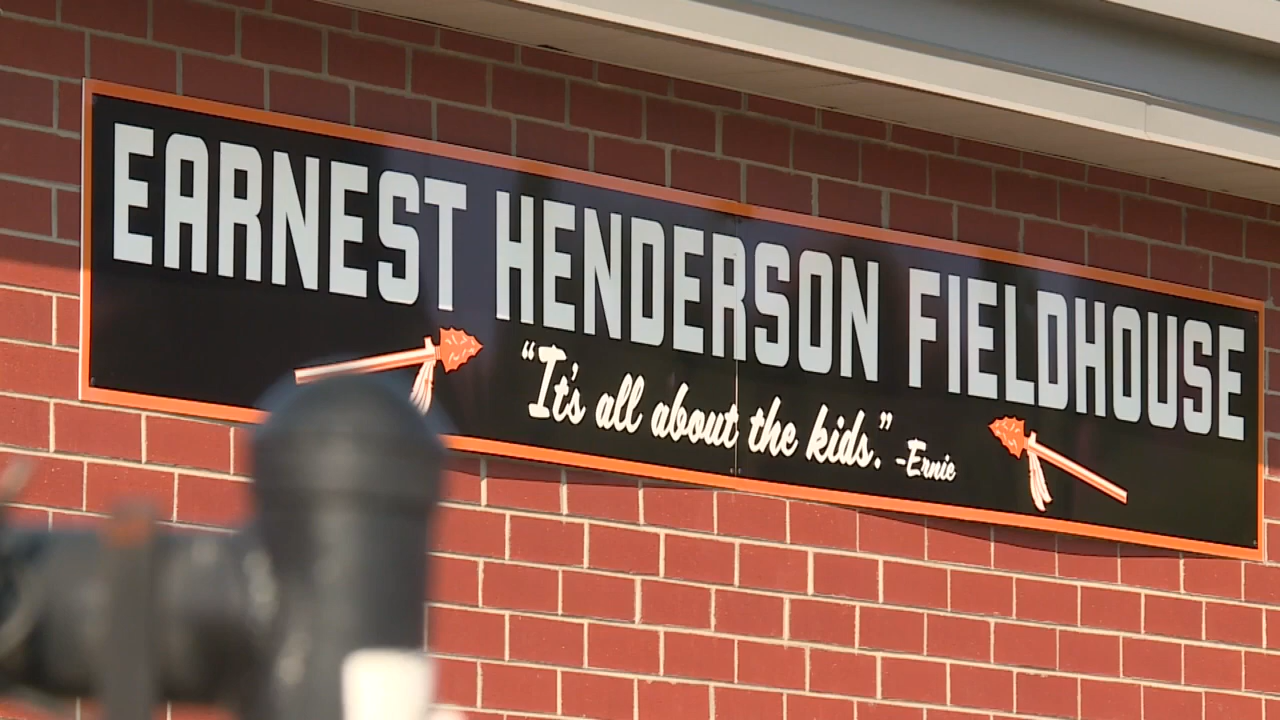 EARNEST HENDERSON FIELDHOUSE
“It's all about the kids.” -Ernie